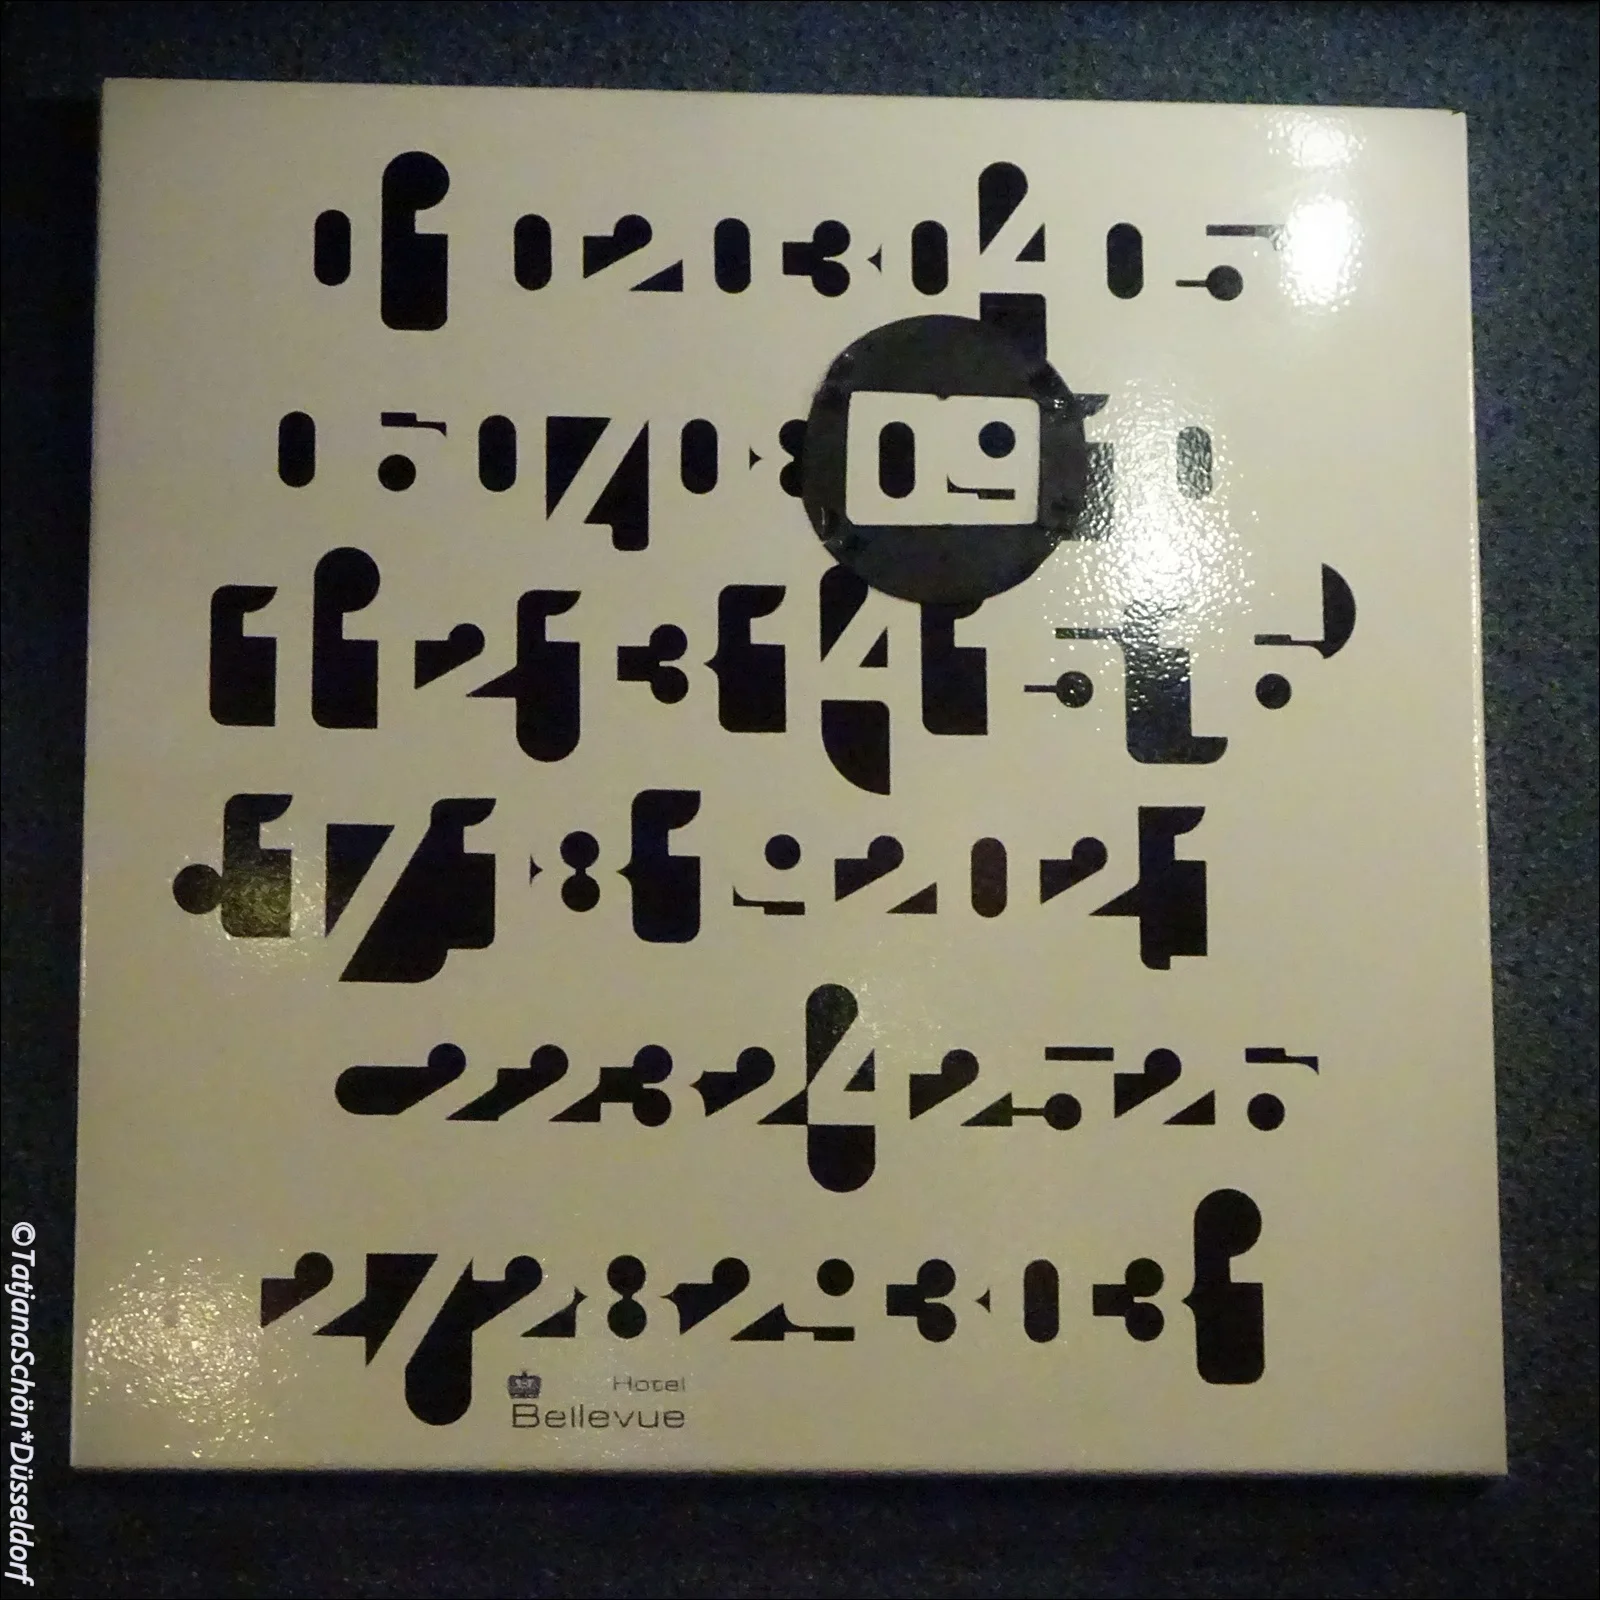 01 02 03 04 05
06 07 08 09 10
11 12 13 14 15 16
17 18 19 20 21
22 23 24 25 26
27 28 29 30 31
Hotel
Bellevue
©TatjanaSchön*Düsseldorf